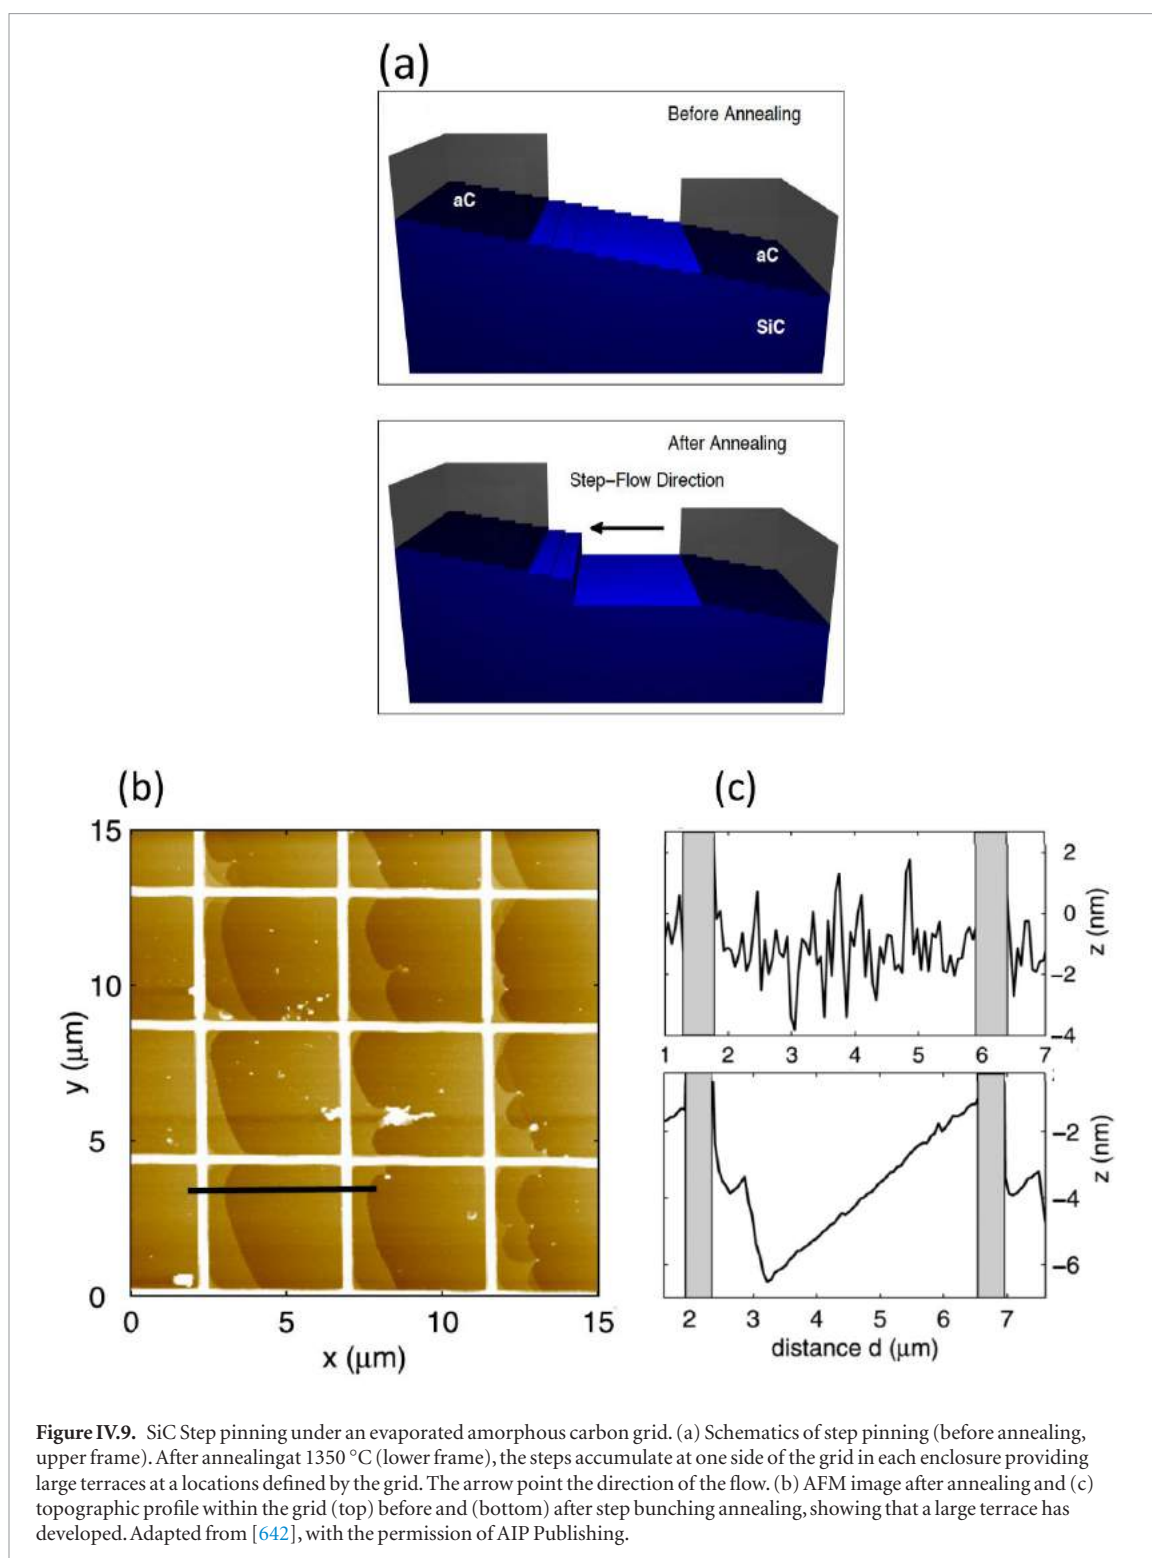 (a)
Before Annealing
aC
aC
SiC
After Annealing
Step-Flow Direction
(b)
15
10
5
0
y (μm)
0
5
10
15
x (μm)
(c)
2
0
-2
-4
z (nm)
1
2
3
4
5
6
7
-2
-4
-6
z (nm)
2
3
4
5
6
7
distance d (μm)
Figure IV.9. SiC Step pinning under an evaporated amorphous carbon grid. (a) Schematics of step pinning (before annealing,
upper frame). After annealingat 1350 °C (lower frame), the steps accumulate at one side of the grid in each enclosure providing
large terraces at a locations defined by the grid. The arrow point the direction of the flow. (b) AFM image after annealing and (c)
topographic profile within the grid (top) before and (bottom) after step bunching annealing, showing that a large terrace has
developed. Adapted from [642], with the permission of AIP Publishing.